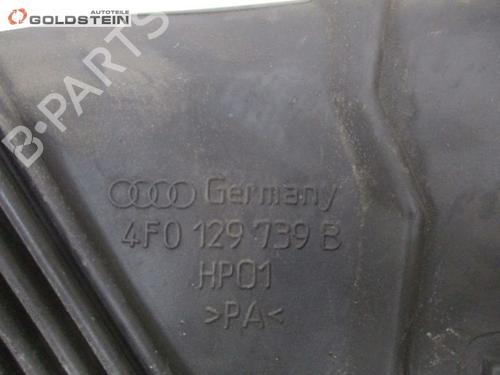 AUTOTEILE
GOLDSTEIN
B-PARTS
Germany
4F0 129 739 B
HP01
>PA<